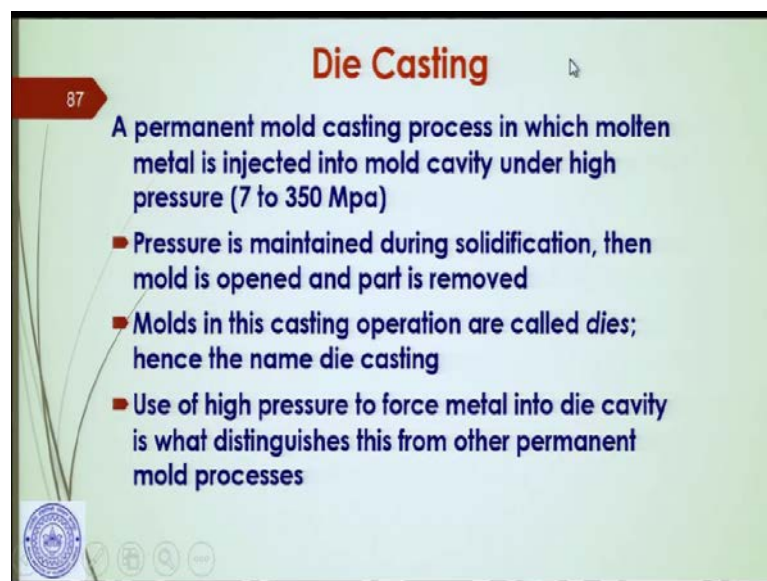 Die Casting
87
A permanent mold casting process in which molten
metal is injected into mold cavity under high
pressure (7 to 350 Mpa)
Pressure is maintained during solidification, then
mold is opened and part is removed
Molds in this casting operation are called dies;
hence the name die casting
Use of high pressure to force metal into die cavity
is what distinguishes this from other permanent
mold processes